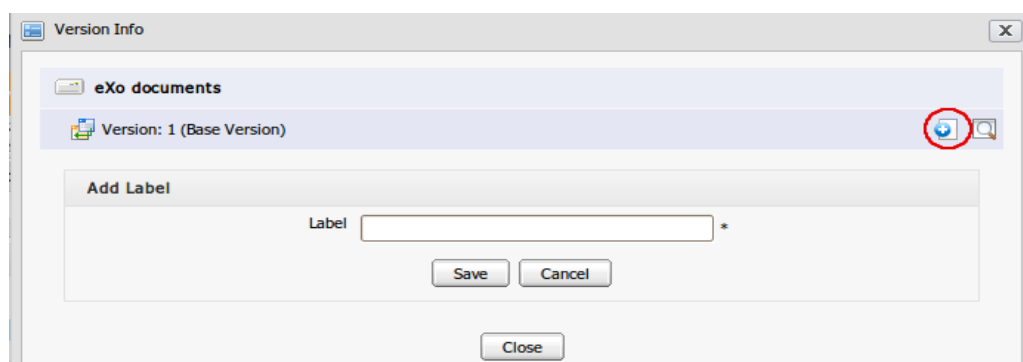 Version Info
eXo documents
Version: 1 (Base Version)
Add Label
Label *
Save Cancel
Close